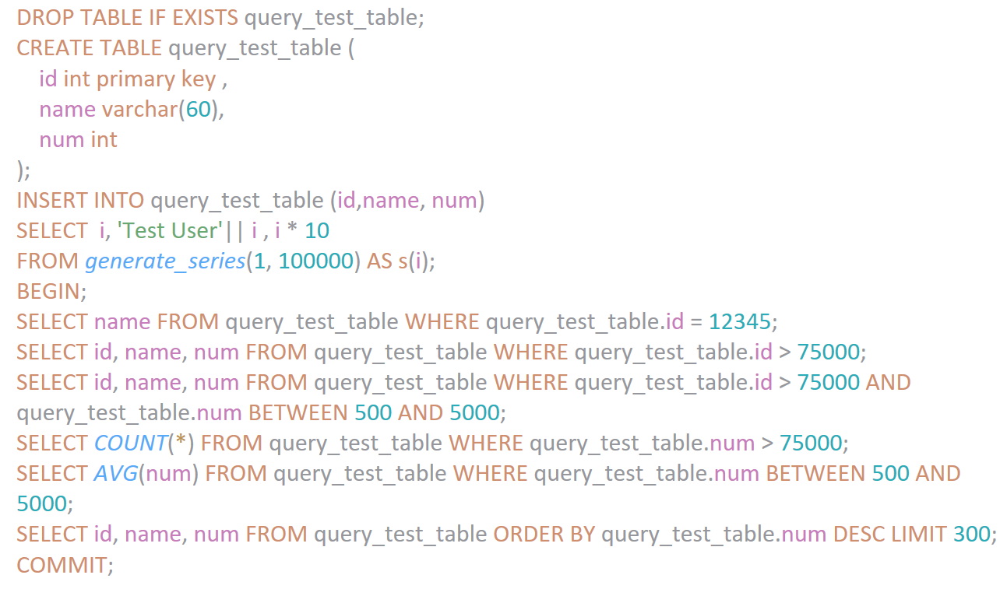 DROP TABLE IF EXISTS query_test_table;
CREATE TABLE query_test_table (
    id int primary key ,
    name varchar(60),
    num int
);
INSERT INTO query_test_table (id,name, num)
SELECT  i, 'Test User'|| i , i * 10
FROM generate_series(1, 100000) AS s(i);
BEGIN;
SELECT name FROM query_test_table WHERE query_test_table.id = 12345;
SELECT id, name, num FROM query_test_table WHERE query_test_table.id > 75000;
SELECT id, name, num FROM query_test_table WHERE query_test_table.id > 75000 AND
query_test_table.num BETWEEN 500 AND 5000;
SELECT COUNT(*) FROM query_test_table WHERE query_test_table.num > 75000;
SELECT AVG(num) FROM query_test_table WHERE query_test_table.num BETWEEN 500 AND
5000;
SELECT id, name, num FROM query_test_table ORDER BY query_test_table.num DESC LIMIT 300;
COMMIT;